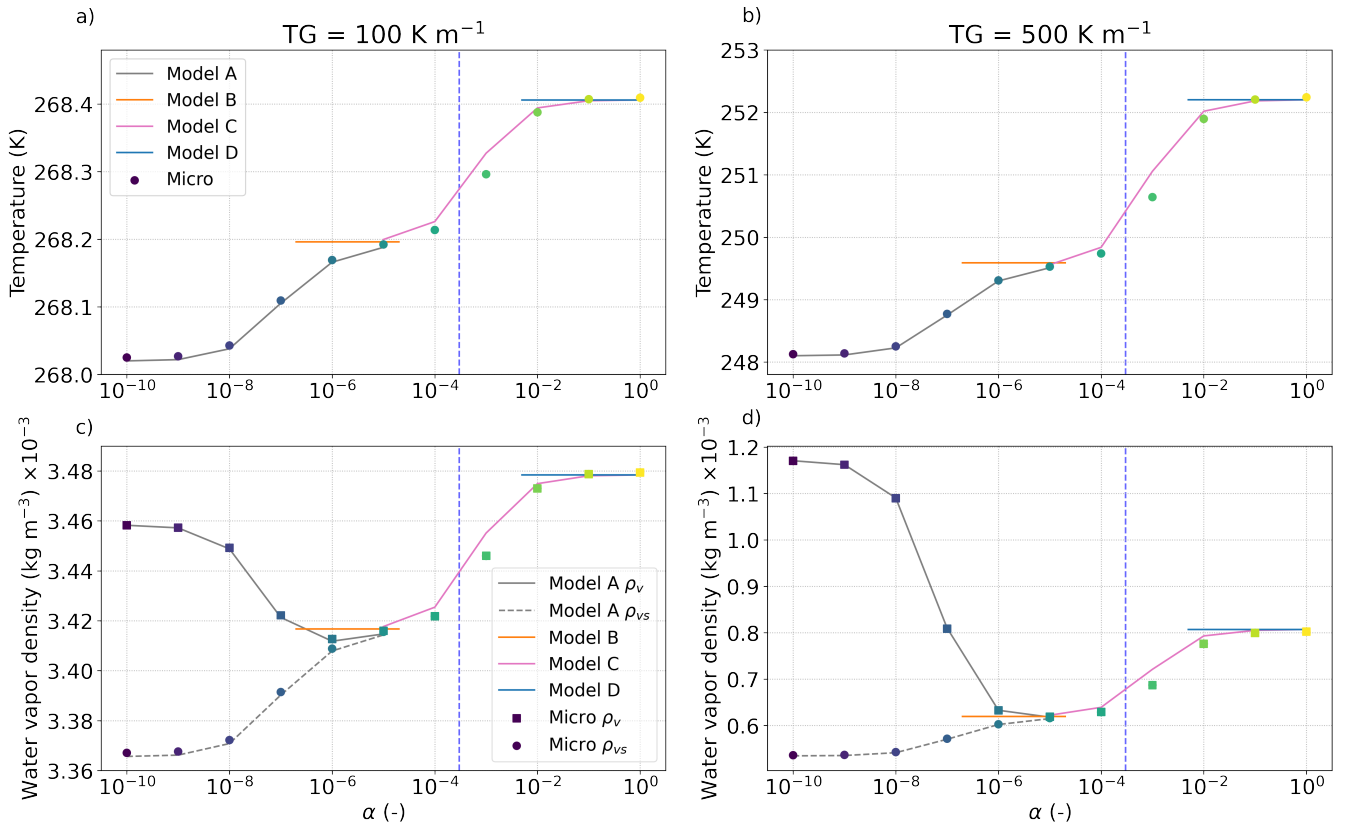 a)
TG = 100 K m⁻¹
Temperature (K)
268.4
268.3
268.2
268.1
268.0
Model A
Model B
Model C
Model D
Micro
10⁻¹⁰
10⁻⁸
10⁻⁶
10⁻⁴
10⁻²
10⁰
b)
TG = 500 K m⁻¹
Temperature (K)
253
252
251
250
249
248
10⁻¹⁰
10⁻⁸
10⁻⁶
10⁻⁴
10⁻²
10⁰
c)
Water vapor density (kg m⁻³) ×10⁻³
3.48
3.46
3.44
3.42
3.40
3.38
3.36
Model A ρᵥ
Model A ρᵥₛ
Model B
Model C
Model D
Micro ρᵥ
Micro ρᵥₛ
10⁻¹⁰
10⁻⁸
10⁻⁶
10⁻⁴
10⁻²
10⁰
α (-)
d)
Water vapor density (kg m⁻³) ×10⁻³
1.2
1.1
1.0
0.9
0.8
0.7
0.6
10⁻¹⁰
10⁻⁸
10⁻⁶
10⁻⁴
10⁻²
10⁰
α (-)